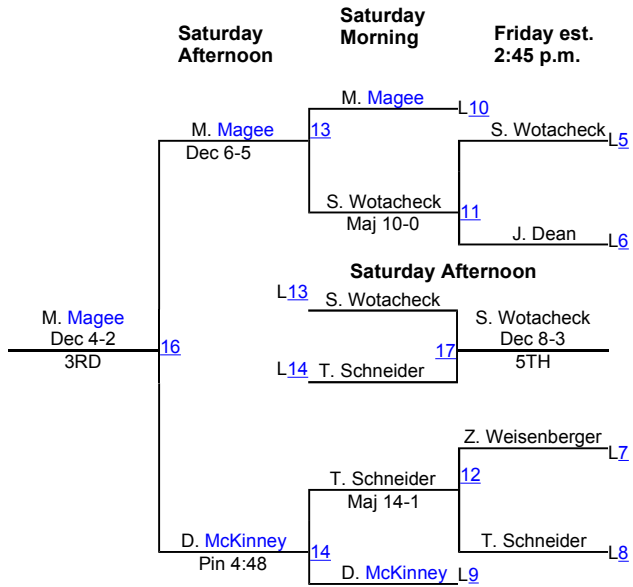 Saturday Afternoon
Saturday Morning
Friday est. 2:45 p.m.
M. Magee
L10
M. Magee
13
S. Wotacheck
L5
Dec 6-5
S. Wotacheck
11
Maj 10-0
J. Dean
L6
Saturday Afternoon
L13
S. Wotacheck
M. Magee
S. Wotacheck
Dec 4-2
Dec 8-3
16
17
3RD
5TH
L14
T. Schneider
Z. Weisenberger
L7
T. Schneider
12
Maj 14-1
D. McKinney
14
T. Schneider
L8
Pin 4:48
D. McKinney
L9